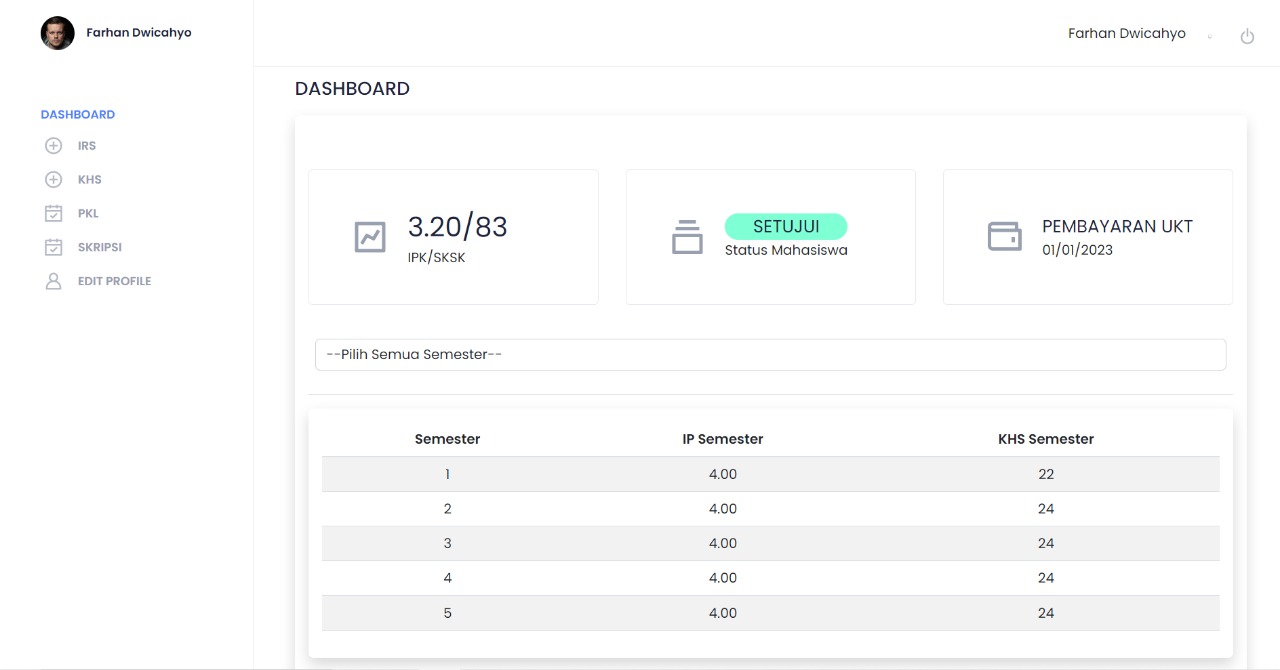 Farhan Dwicahyo
Farhan Dwicahyo
DASHBOARD
IRS
KHS
PKL
SKRIPSI
EDIT PROFILE
DASHBOARD
3.20/83
IPK/SKSK
SETUJUI
Status Mahasiswa
PEMBAYARAN UKT
01/01/2023
--Pilih Semua Semester--
Semester IP Semester KHS Semester
1 4.00 22
2 4.00 24
3 4.00 24
4 4.00 24
5 4.00 24